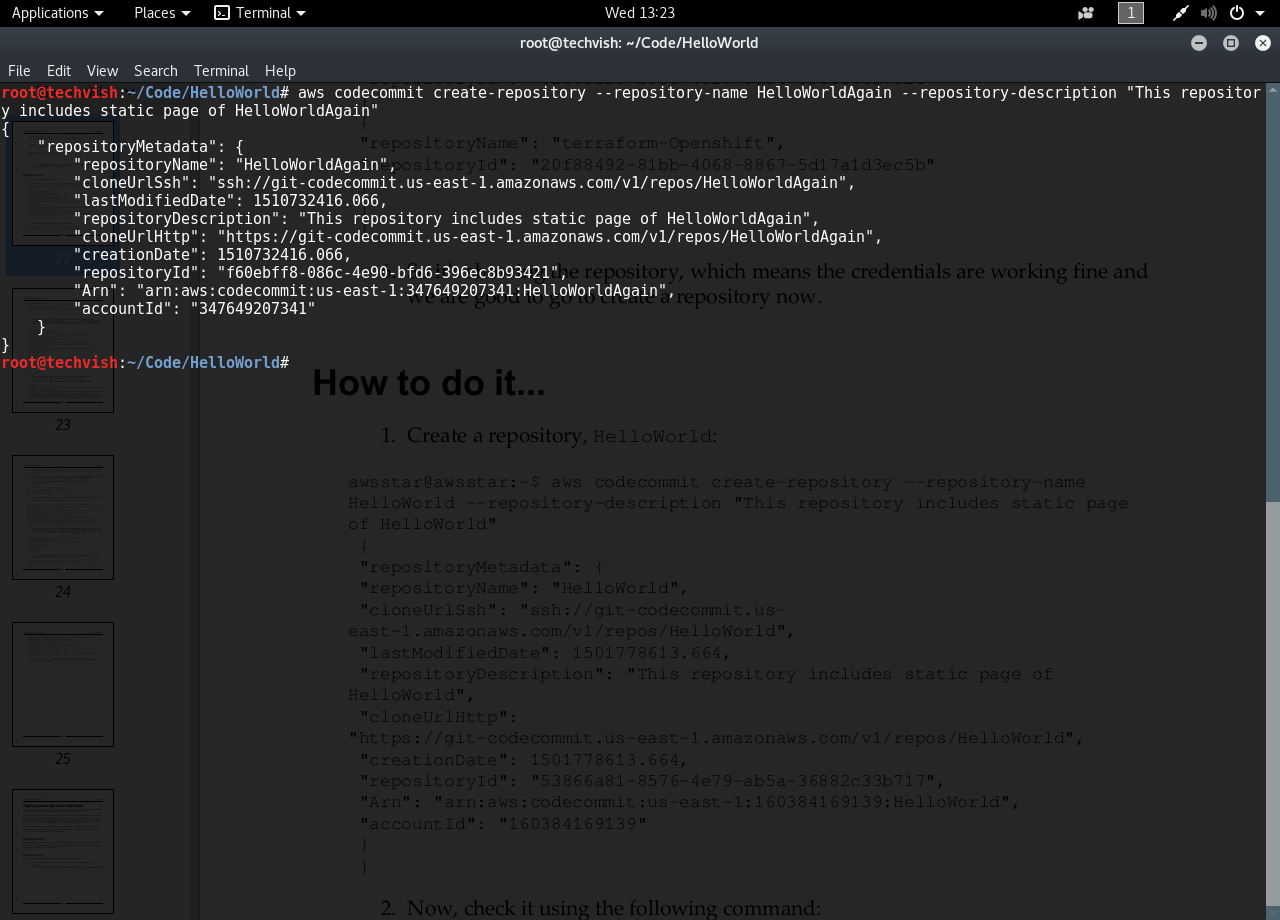 Applications Places Terminal Wed 13:23 1
root@techvish: ~/Code/HelloWorld
File Edit View Search Terminal Help
root@techvish:~/Code/HelloWorld# aws codecommit create-repository --repository-name HelloWorldAgain --repository-description "This repositor
y includes static page of HelloWorldAgain"
{
"repositoryMetadata": {
"repositoryName": "HelloWorldAgain",
"cloneUrlSsh": "ssh://git-codecommit.us-east-1.amazonaws.com/v1/repos/HelloWorldAgain",
"lastModifiedDate": 1510732416.066,
"repositoryDescription": "This repository includes static page of HelloWorldAgain",
"cloneUrlHttp": "https://git-codecommit.us-east-1.amazonaws.com/v1/repos/HelloWorldAgain",
"creationDate": 1510732416.066,
"repositoryId": "f60ebff8-086c-4e90-bfd6-396ec8b93421",
"Arn": "arn:aws:codecommit:us-east-1:347649207341:HelloWorldAgain",
"accountId": "347649207341"
}
}
root@techvish:~/Code/HelloWorld#
{
"repositoryName": "terraform-Openshift",
"repositoryId": "20f88492-81bb-4068-8867-5d17a1d3ec5b"
the repository, which means the credentials are working fine and
we are good to go to create a repository now.
How to do it...
1. Create a repository, HelloWorld:
awsstar@awsstar:~$ aws codecommit create-repository --repository-name
HelloWorld --repository-description "This repository includes static page
of HelloWorld"
{
"repositoryMetadata": {
"repositoryName": "HelloWorld",
"cloneUrlSsh": "ssh://git-codecommit.us-
east-1.amazonaws.com/v1/repos/HelloWorld",
"lastModifiedDate": 1501778613.664,
"repositoryDescription": "This repository includes static page of
HelloWorld",
"cloneUrlHttp":
"https://git-codecommit.us-east-1.amazonaws.com/v1/repos/HelloWorld",
"creationDate": 1501778613.664,
"repositoryId": "53866a81-8576-4e79-ab5a-36882c33b717",
"Arn": "arn:aws:codecommit:us-east-1:160384169139:HelloWorld",
"accountId": "160384169139"
}
}
2. Now, check it using the following command:
22
23
24
25